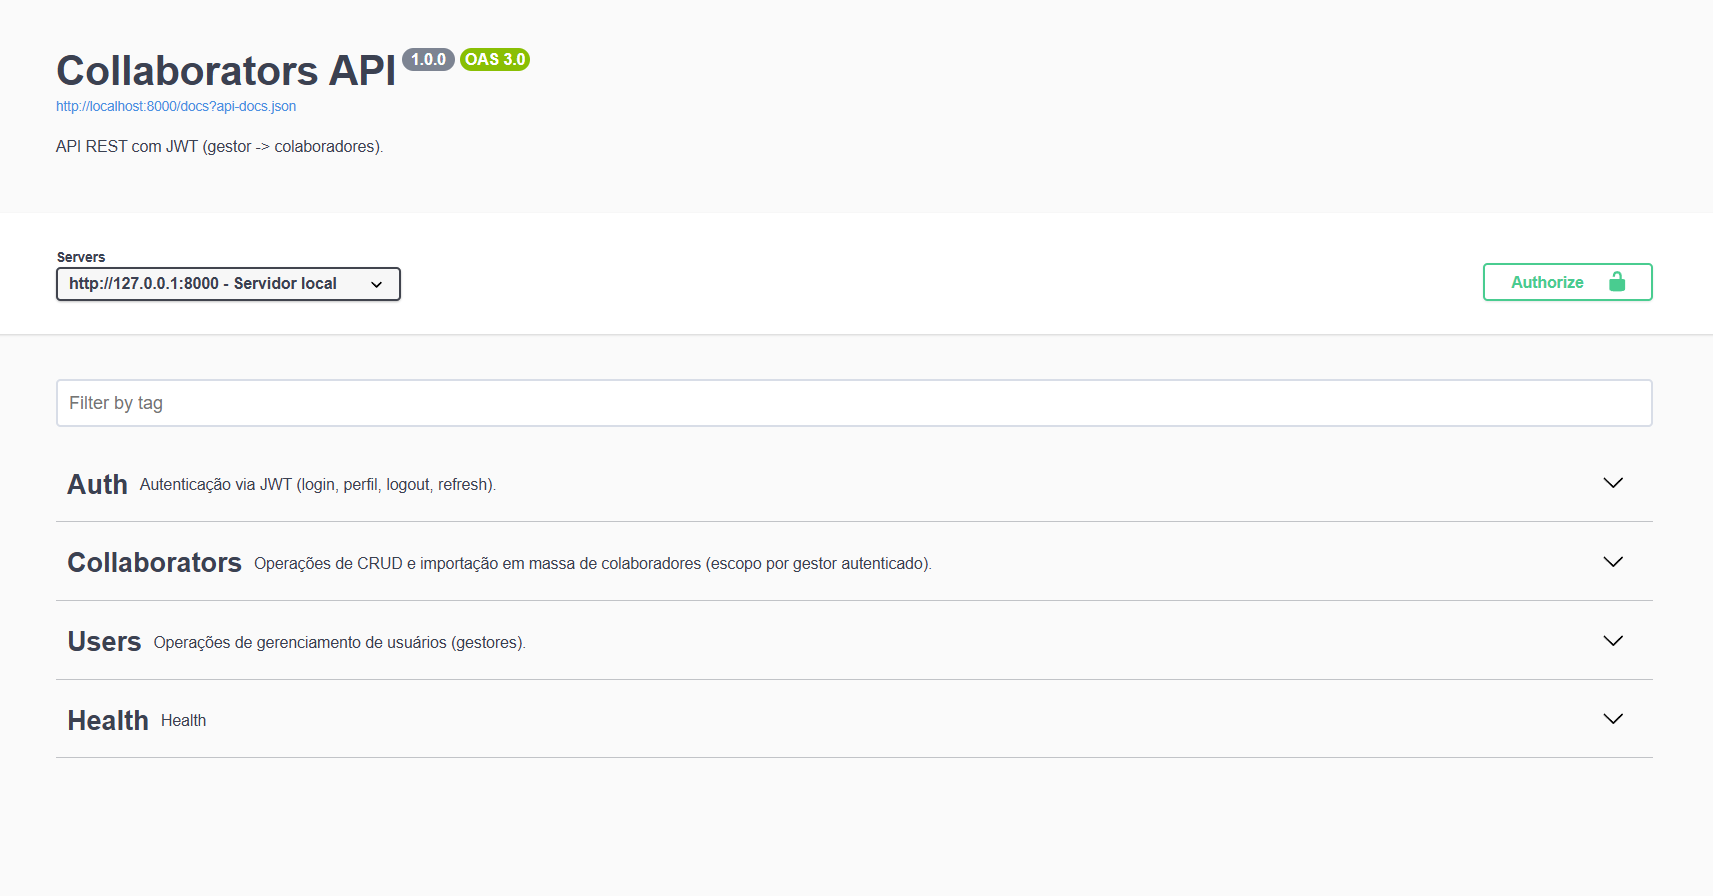 Collaborators API 1.0.0 OAS 3.0
http://localhost:8000/docs?api-docs.json
API REST com JWT (gestor -> colaboradores).
Servers
http://127.0.0.1:8000 - Servidor local
Authorize
Filter by tag
Auth Autenticação via JWT (login, perfil, logout, refresh).
Collaborators Operações de CRUD e importação em massa de colaboradores (escopo por gestor autenticado).
Users Operações de gerenciamento de usuários (gestores).
Health Health